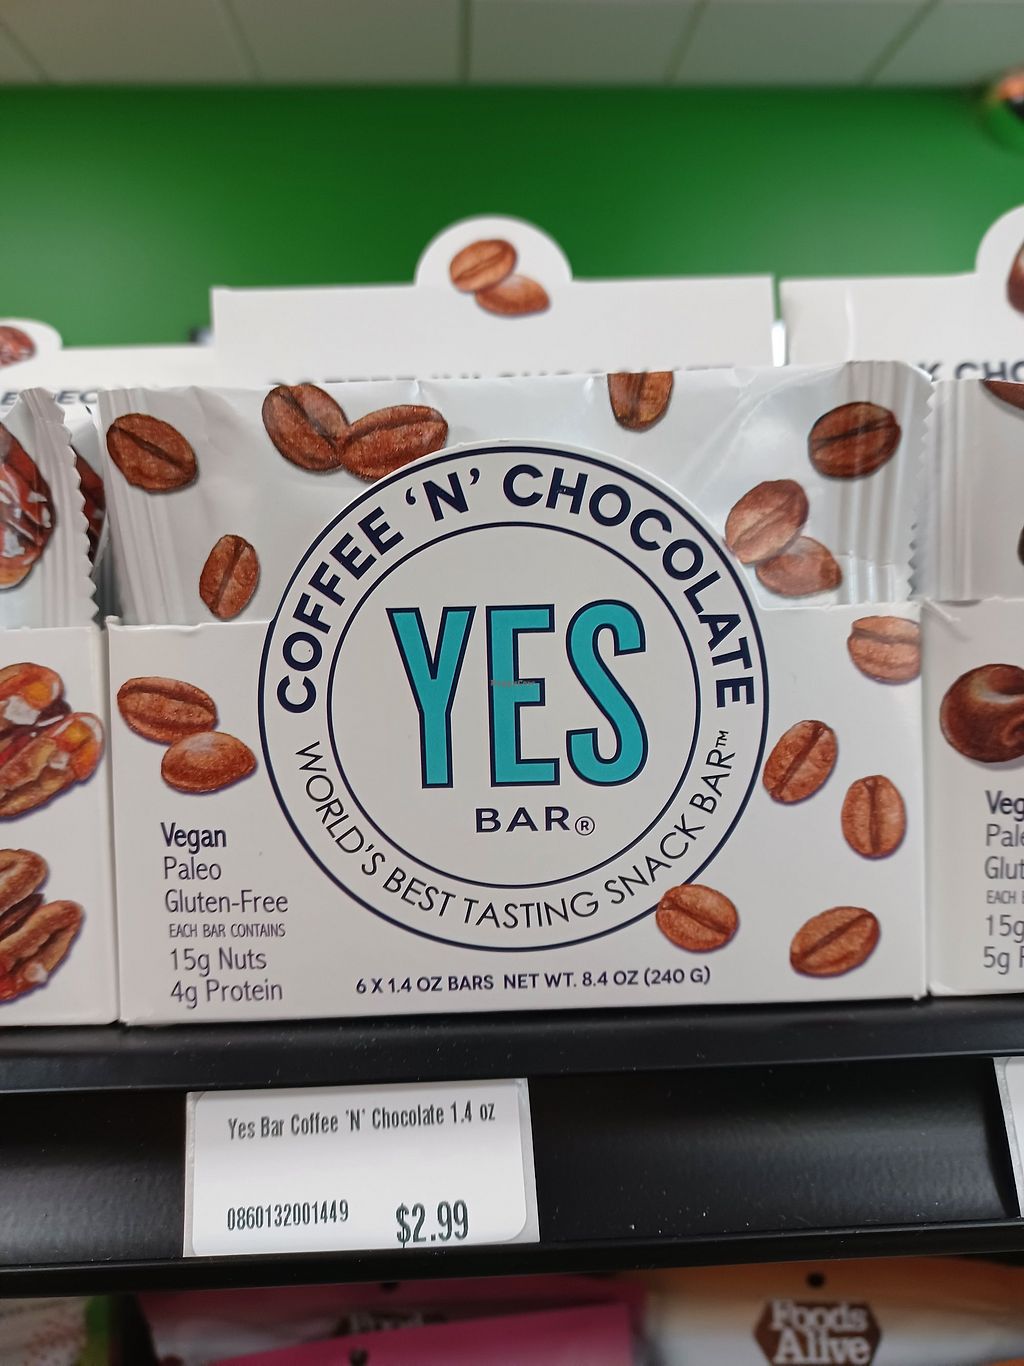 COFFEE 'N' CHOCOLATE
YES
BAR®
WORLD'S BEST TASTING SNACK BAR™
Vegan
Paleo
Gluten-Free
EACH BAR CONTAINS
15g Nuts
4g Protein
6 X 1.4 OZ BARS NET WT. 8.4 OZ (240 G)
K CHO
Veg
Pale
Glut
EACH B
15g
5g P
Yes Bar Coffee 'N' Chocolate 1.4 oz
0860132001449
$2.99
Foods
Alive